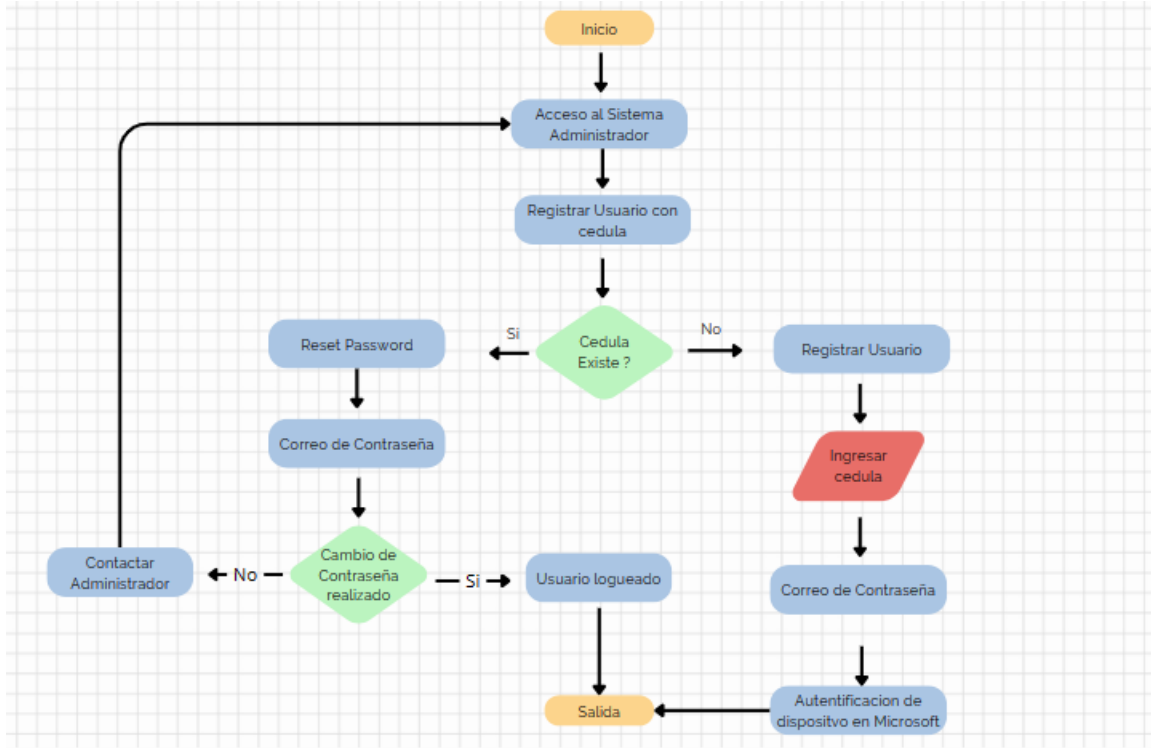 Inicio
Acceso al Sistema
Administrador
Registrar Usuario con
cedula
Cedula
Existe ?
Si
No
Reset Password
Registrar Usuario
Correo de Contraseña
Ingresar
cedula
Cambio de
Contraseña
realizado
No
Si
Contactar
Administrador
Usuario logueado
Correo de Contraseña
Autentificacion de
dispositvo en Microsoft
Salida